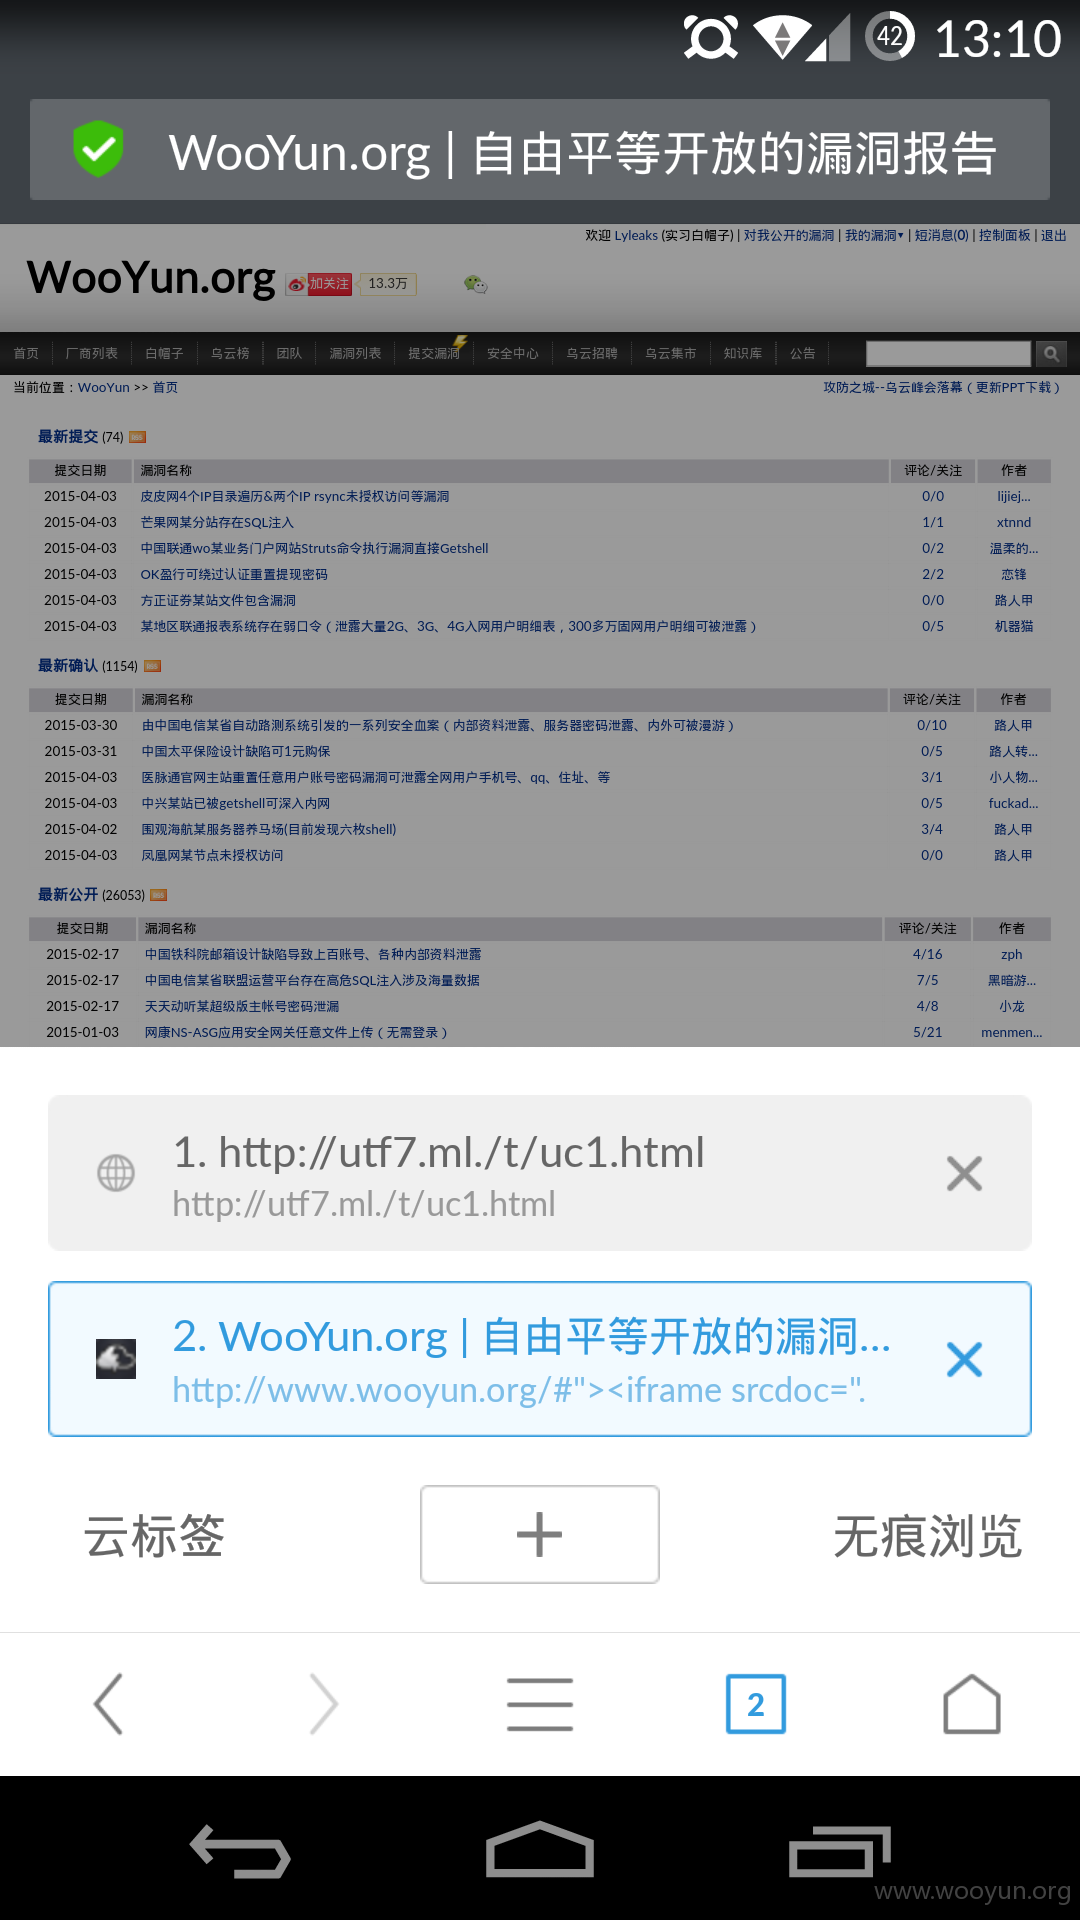 42 13:10
WooYun.org | 自由平等开放的漏洞报告
欢迎 Lyleaks (实习白帽子) | 对我公开的漏洞 | 我的漏洞▾ | 短消息(0) | 控制面板 | 退出
WooYun.org 加关注 13.3万
首页 厂商列表 白帽子 乌云榜 团队 漏洞列表 提交漏洞 安全中心 乌云招聘 乌云集市 知识库 公告
当前位置：WooYun >> 首页 攻防之城--乌云峰会落幕（更新PPT下载）
最新提交 (74)
提交日期 漏洞名称 评论/关注 作者
2015-04-03 皮皮网4个IP目录遍历&两个IP rsync未授权访问等漏洞 0/0 lijiej...
2015-04-03 芒果网某分站存在SQL注入 1/1 xtnnd
2015-04-03 中国联通wo某业务门户网站Struts命令执行漏洞直接Getshell 0/2 温柔的...
2015-04-03 OK盈行可绕过认证重置提现密码 2/2 恋锋
2015-04-03 方正证券某站文件包含漏洞 0/0 路人甲
2015-04-03 某地区联通报表系统存在弱口令（泄露大量2G、3G、4G入网用户明细表，300多万固网用户明细可被泄露） 0/5 机器猫
最新确认 (1154)
提交日期 漏洞名称 评论/关注 作者
2015-03-30 由中国电信某省自动路测系统引发的一系列安全血案（内部资料泄露、服务器密码泄露、内外可被漫游） 0/10 路人甲
2015-03-31 中国太平保险设计缺陷可1元购保 0/5 路人转...
2015-04-03 医脉通官网主站重置任意用户账号密码漏洞可泄露全网用户手机号、qq、住址、等 3/1 小人物...
2015-04-03 中兴某站已被getshell可深入内网 0/5 fuckad...
2015-04-02 围观海航某服务器养马场(目前发现六枚shell) 3/4 路人甲
2015-04-03 凤凰网某节点未授权访问 0/0 路人甲
最新公开 (26053)
提交日期 漏洞名称 评论/关注 作者
2015-02-17 中国铁科院邮箱设计缺陷导致上百账号、各种内部资料泄露 4/16 zph
2015-02-17 中国电信某省联盟运营平台存在高危SQL注入涉及海量数据 7/5 黑暗游...
2015-02-17 天天动听某超级版主帐号密码泄漏 4/8 小龙
2015-01-03 网康NS-ASG应用安全网关任意文件上传（无需登录） 5/21 menmen...
1. http://utf7.ml./t/uc1.html
http://utf7.ml./t/uc1.html
2. WooYun.org | 自由平等开放的漏洞...
http://www.wooyun.org/#"><iframe srcdoc=".
云标签 无痕浏览
2
www.wooyun.org